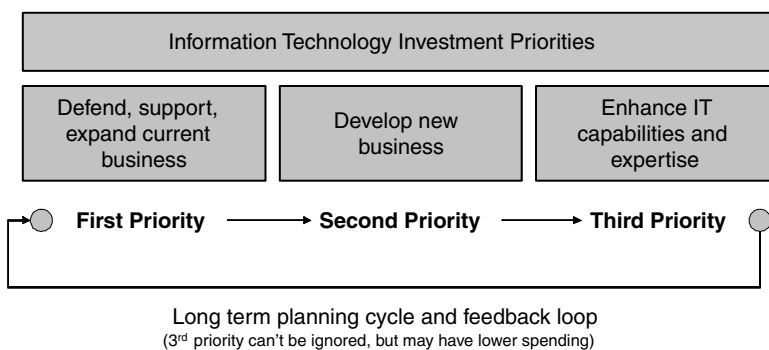 Information Technology Investment Priorities
Defend, support,
expand current
business
Develop new
business
Enhance IT
capabilities and
expertise
First Priority
Second Priority
Third Priority
Long term planning cycle and feedback loop
(3rd priority can't be ignored, but may have lower spending)